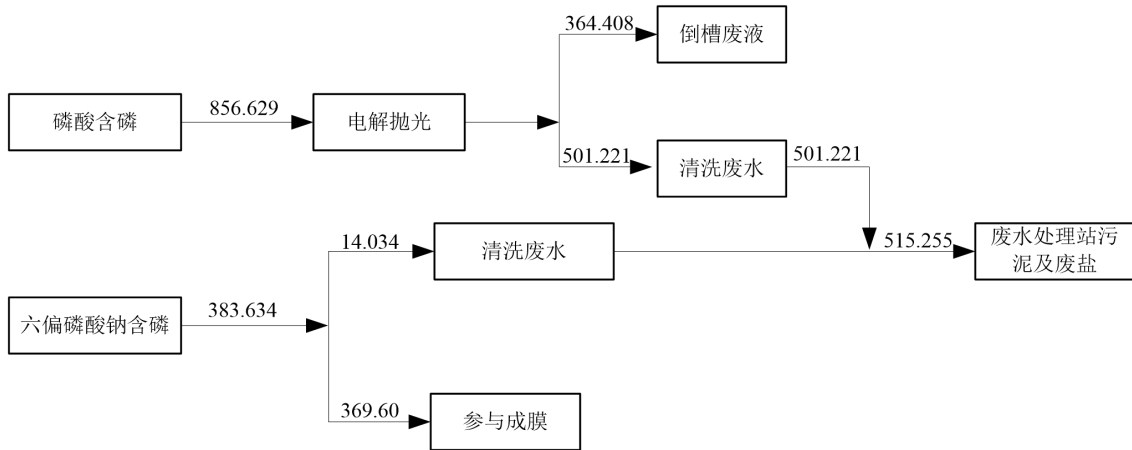 364.408
倒槽废液
磷酸含磷
856.629
电解抛光
501.221
清洗废水
501.221
14.034
清洗废水
515.255
废水处理站污
泥及废盐
六偏磷酸钠含磷
383.634
369.60
参与成膜